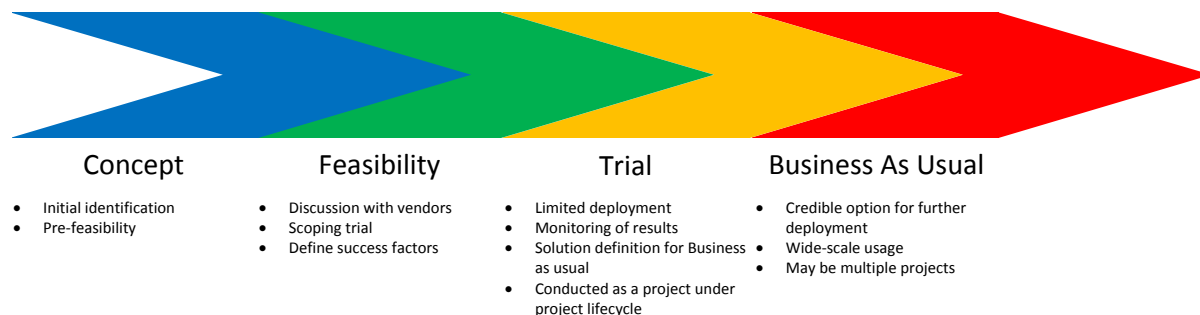 Concept
• Initial identification
• Pre-feasibility
Feasibility
• Discussion with vendors
• Scoping trial
• Define success factors
Trial
• Limited deployment
• Monitoring of results
• Solution definition for Business
as usual
• Conducted as a project under
project lifecycle
Business As Usual
• Credible option for further
deployment
• Wide-scale usage
• May be multiple projects